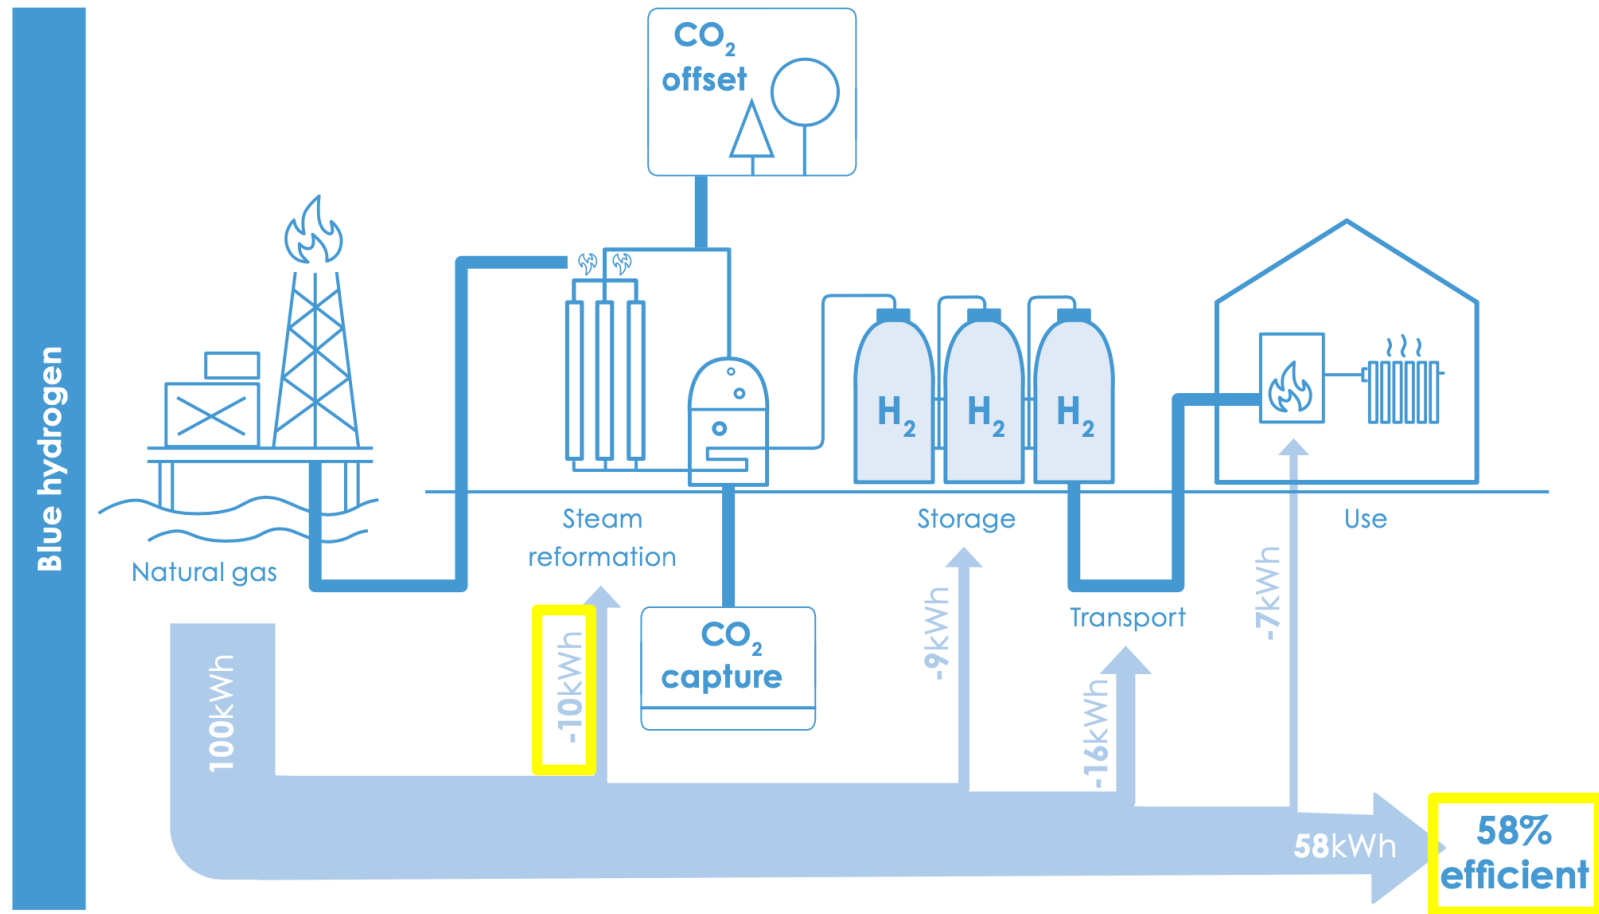 Blue hydrogen
CO2
offset
H2
H2
H2
Steam
reformation
Storage
Use
Natural gas
Transport
CO2
capture
100kWh
-10kWh
-9kWh
-16kWh
-7kWh
58kWh
58%
efficient